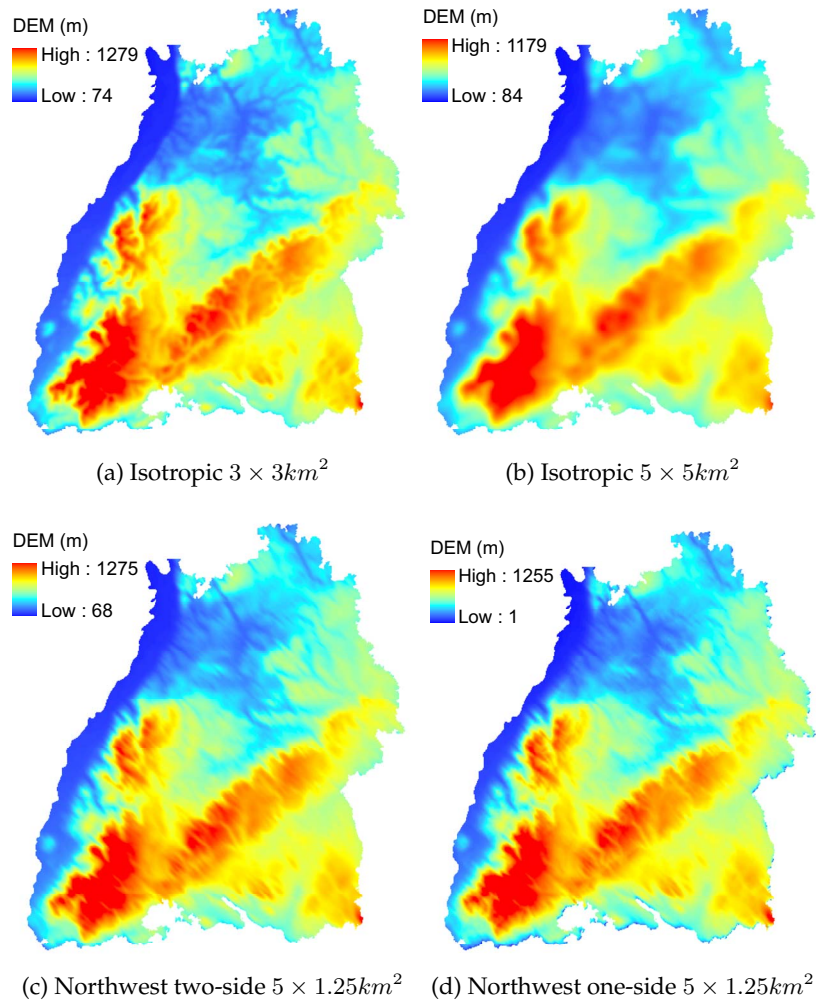 DEM (m)
High : 1279
Low : 74
DEM (m)
High : 1179
Low : 84
(a) Isotropic 3 × 3km²
(b) Isotropic 5 × 5km²
DEM (m)
High : 1275
Low : 68
DEM (m)
High : 1255
Low : 1
(c) Northwest two-side 5 × 1.25km²
(d) Northwest one-side 5 × 1.25km²